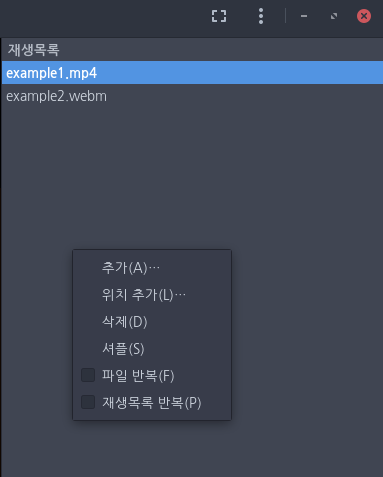 재생목록
example1.mp4
example2.webm
추가(A)…
위치 추가(L)…
삭제(D)
셔플(S)
파일 반복(F)
재생목록 반복(P)